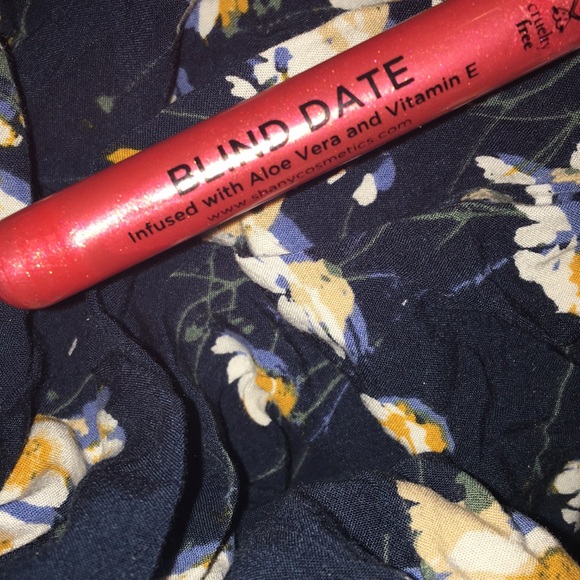 BLIND DATE
Infused with Aloe Vera and Vitamin E
www.shanycosmetics.com
cruelty
free